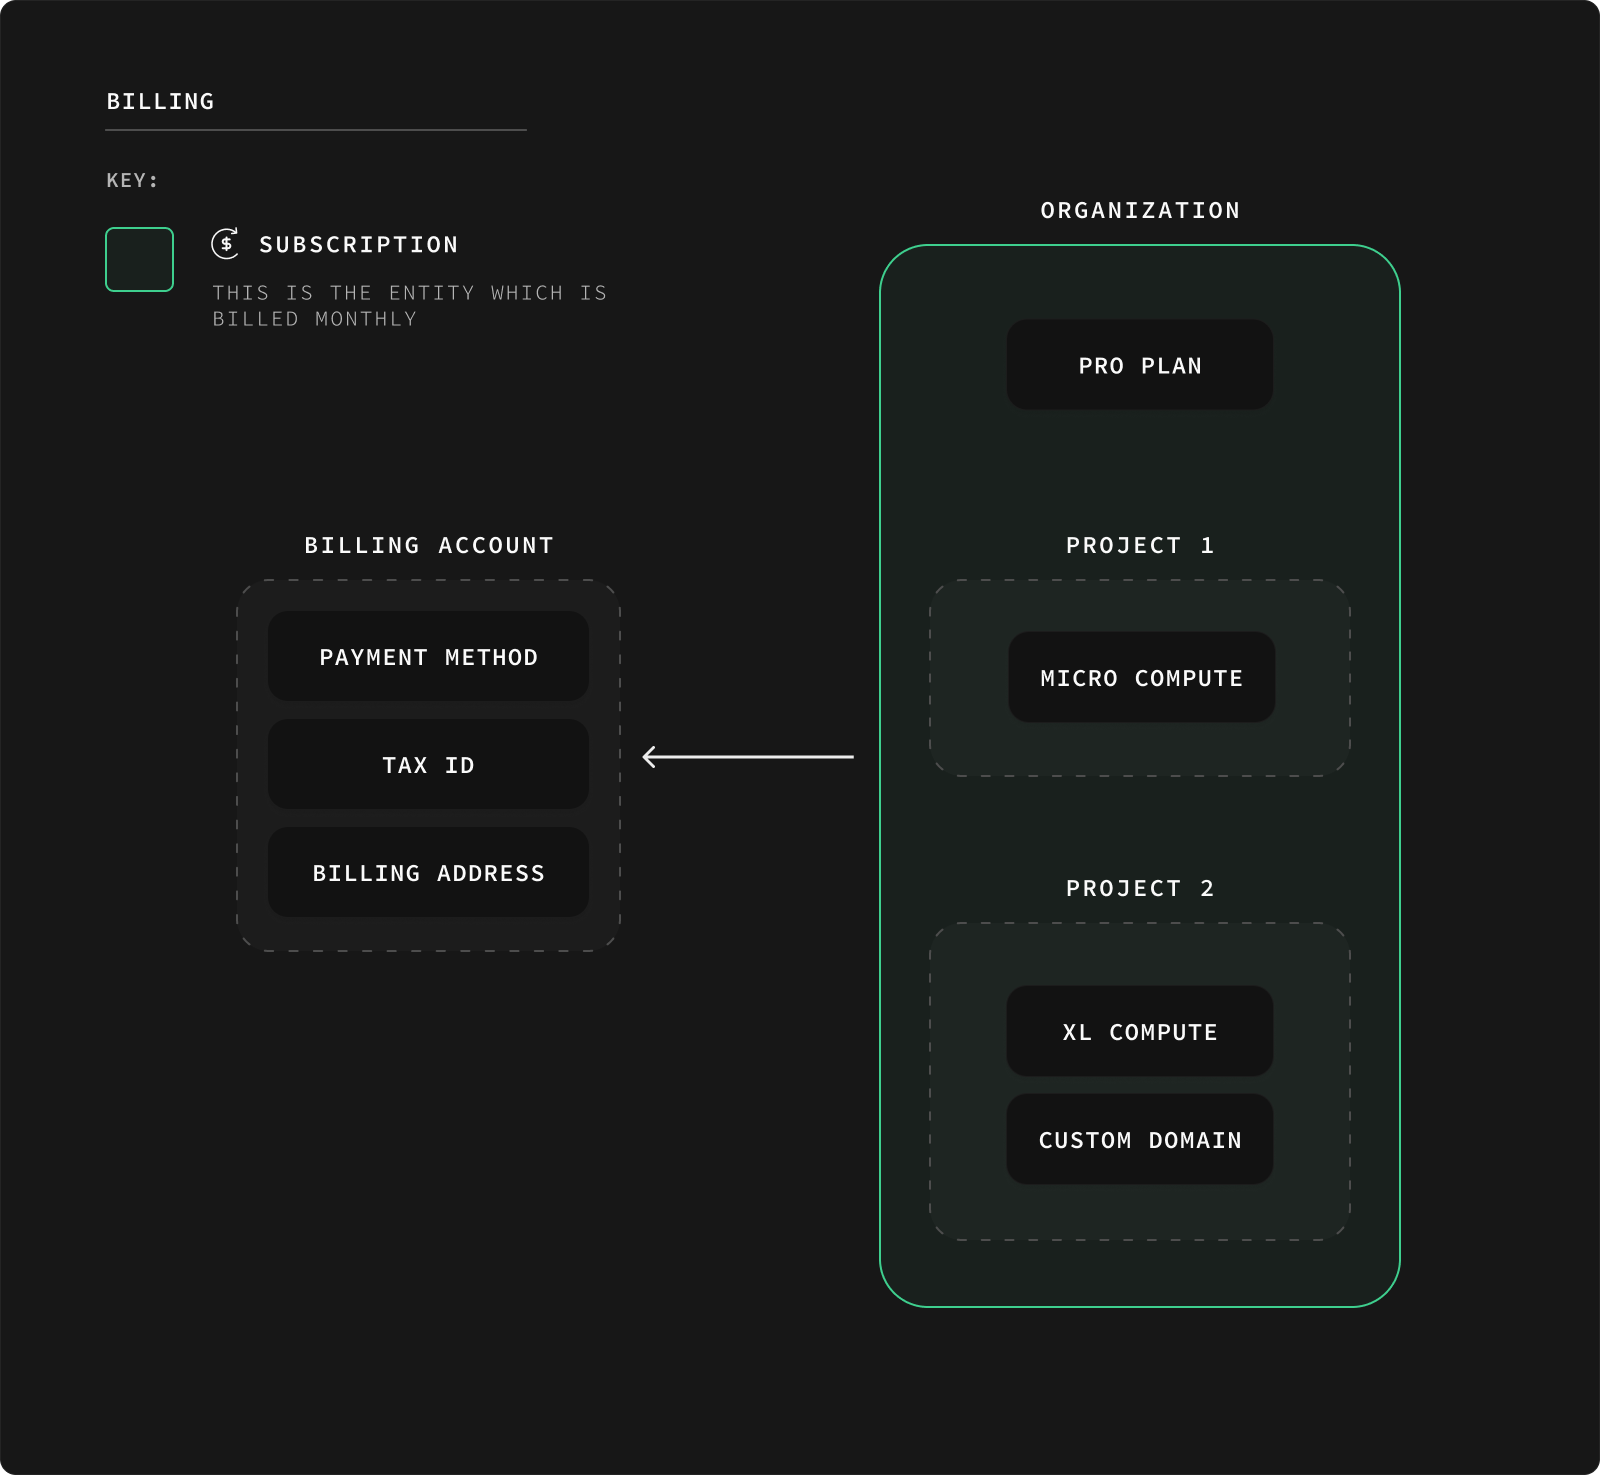 BILLING
KEY:
$
SUBSCRIPTION
THIS IS THE ENTITY WHICH IS
BILLED MONTHLY
BILLING ACCOUNT
PAYMENT METHOD
TAX ID
BILLING ADDRESS
ORGANIZATION
PRO PLAN
PROJECT 1
MICRO COMPUTE
PROJECT 2
XL COMPUTE
CUSTOM DOMAIN